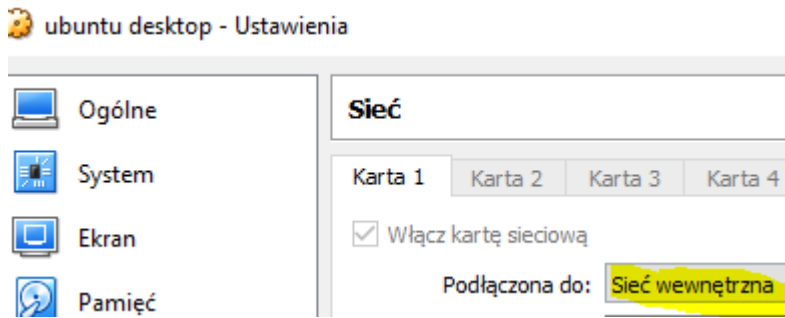 ubuntu desktop - Ustawienia
Ogólne
System
Ekran
Pamięć
Sieć
Karta 1 Karta 2 Karta 3 Karta 4
Włącz kartę sieciową
Podłączona do: Sieć wewnętrzna